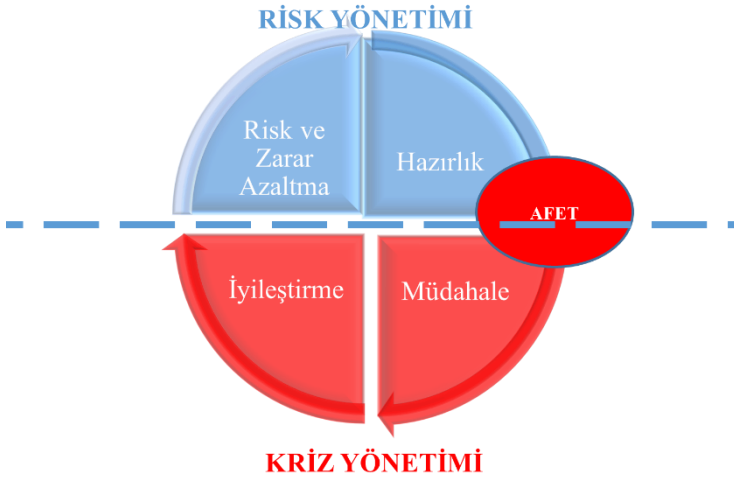 RİSK YÖNETİMİ
Risk ve
Zarar
Azaltma
Hazırlık
AFET
İyileştirme
Müdahale
KRİZ YÖNETİMİ